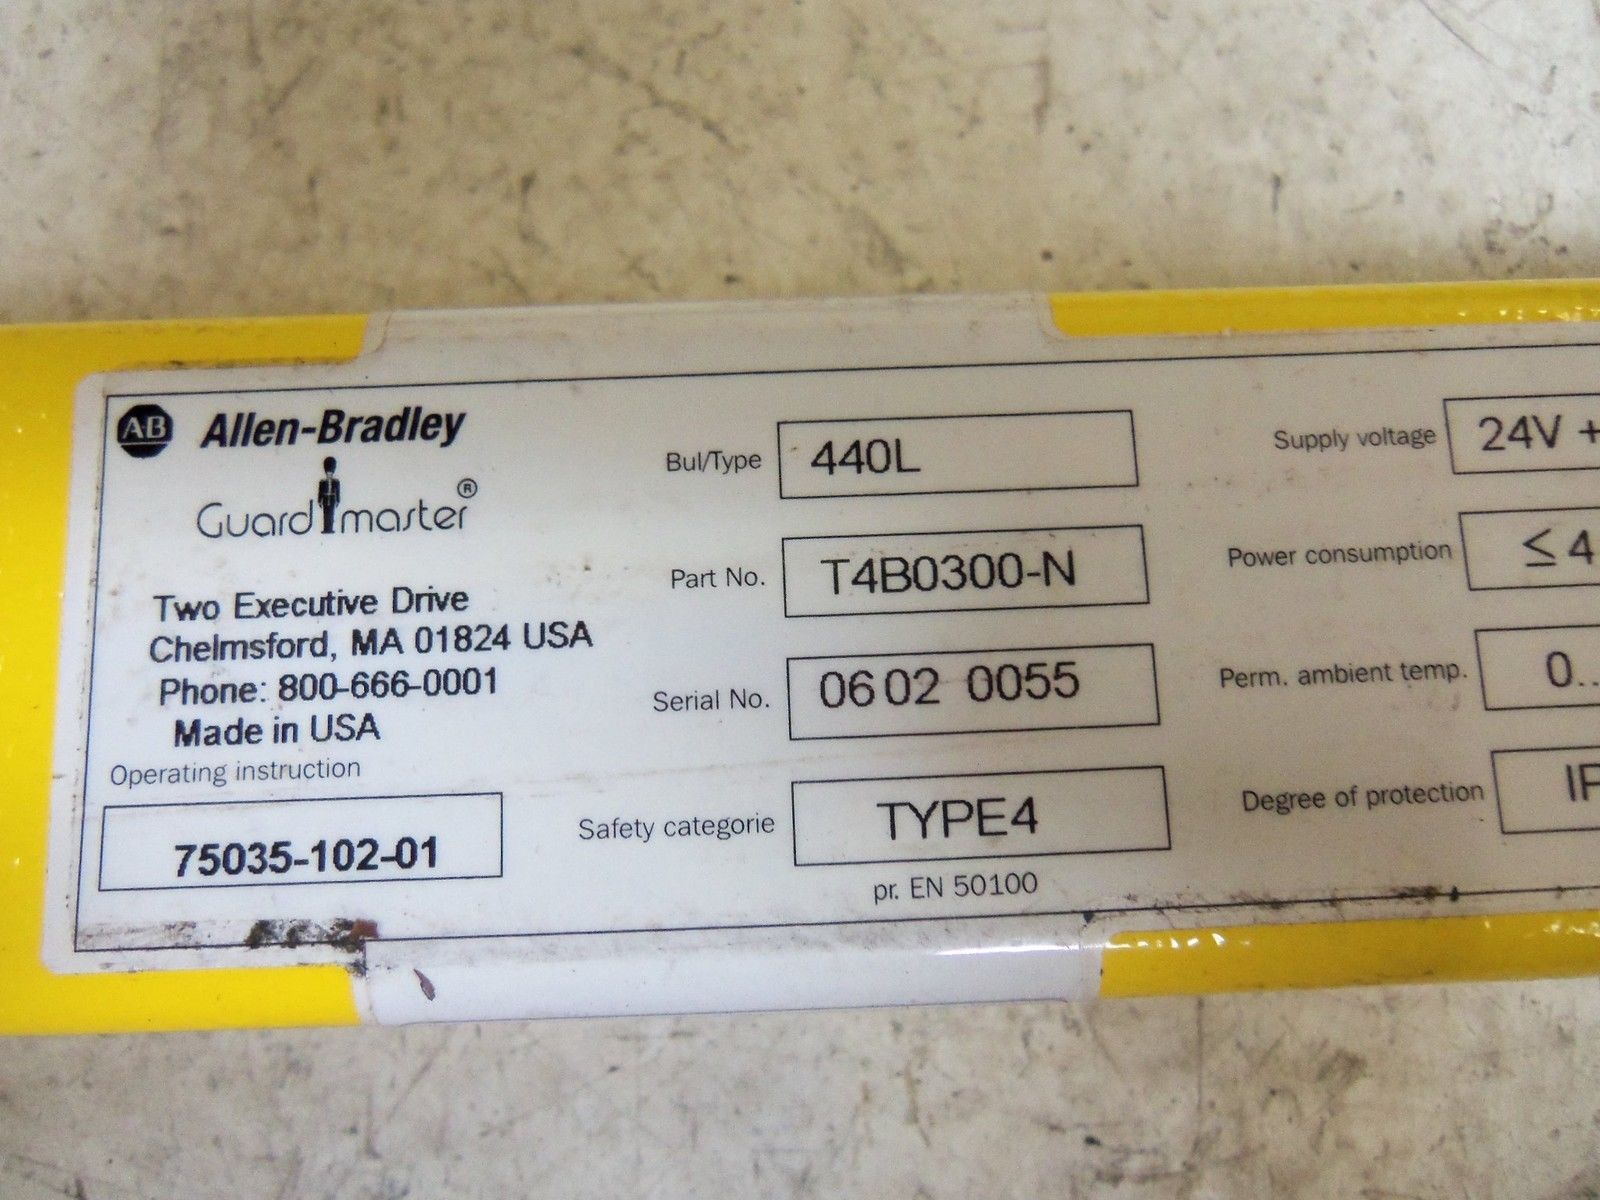 AB Allen-Bradley
Guardmaster®
Two Executive Drive
Chelmsford, MA 01824 USA
Phone: 800-666-0001
Made in USA
Operating instruction
75035-102-01
Bul/Type 440L
Part No. T4B0300-N
Serial No. 0602 0055
Safety categorie TYPE4
pr. EN 50100
Supply voltage 24V +
Power consumption ≤ 4
Perm. ambient temp. 0..
Degree of protection IP